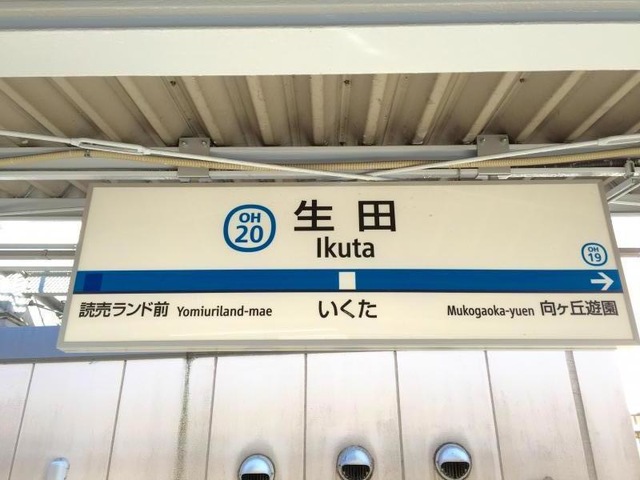 OH
20
生田
Ikuta
OH
19
読売ランド前 Yomiuriland-mae
いくた
Mukogaoka-yuen 向ヶ丘遊園